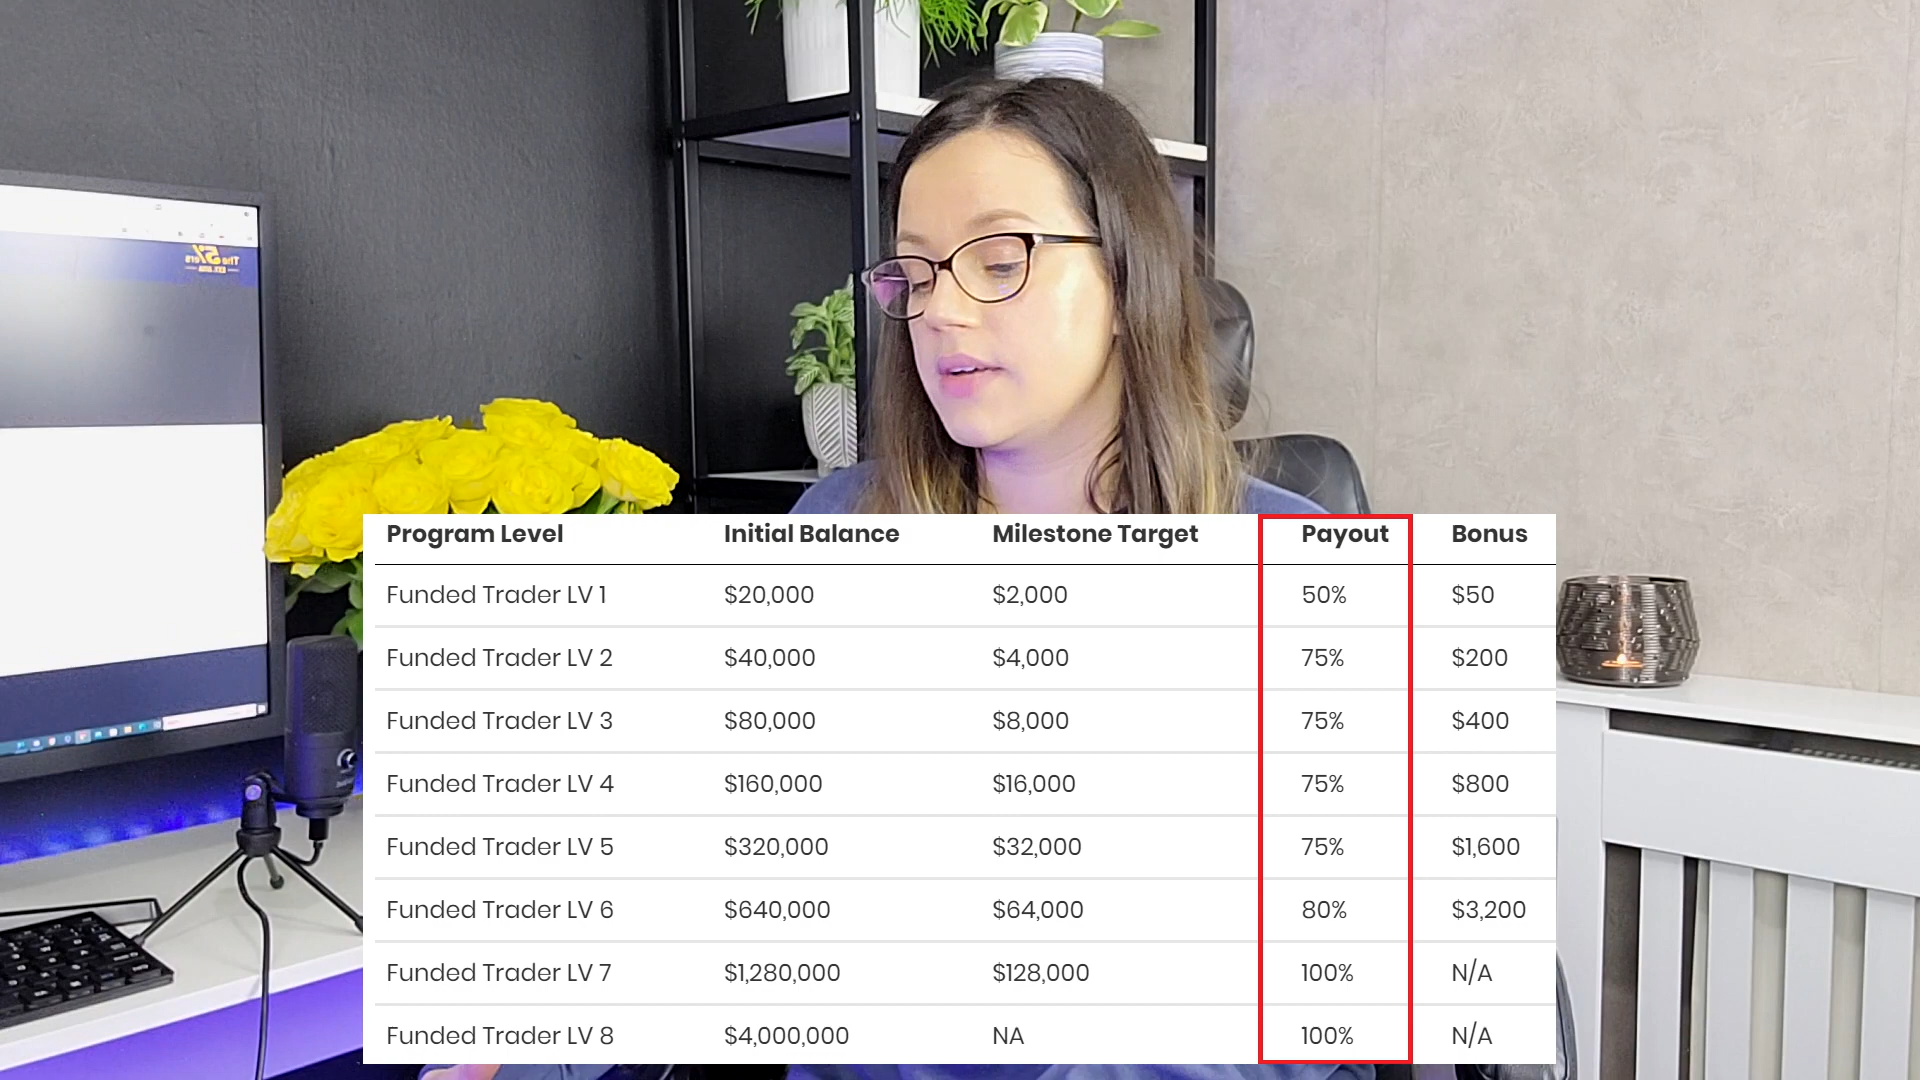 The 5%ers
Program Level Initial Balance Milestone Target Payout Bonus
Funded Trader LV 1 $20,000 $2,000 50% $50
Funded Trader LV 2 $40,000 $4,000 75% $200
Funded Trader LV 3 $80,000 $8,000 75% $400
Funded Trader LV 4 $160,000 $16,000 75% $800
Funded Trader LV 5 $320,000 $32,000 75% $1,600
Funded Trader LV 6 $640,000 $64,000 80% $3,200
Funded Trader LV 7 $1,280,000 $128,000 100% N/A
Funded Trader LV 8 $4,000,000 NA 100% N/A